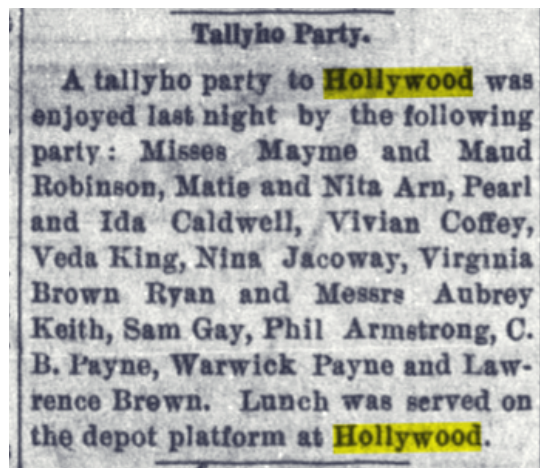 Tallyho Party.
A tallyho party to Hollywood was
enjoyed last night by the following
party: Misses Mayme and Maud
Robinson, Matie and Nita Arn, Pearl
and Ida Caldwell, Vivian Coffey,
Veda King, Nina Jacoway, Virginia
Brown Ryan and Messrs Aubrey
Keith, Sam Gay, Phil Armstrong, C.
B. Payne, Warwick Payne and Law-
rence Brown. Lunch was served on
the depot platform at Hollywood.